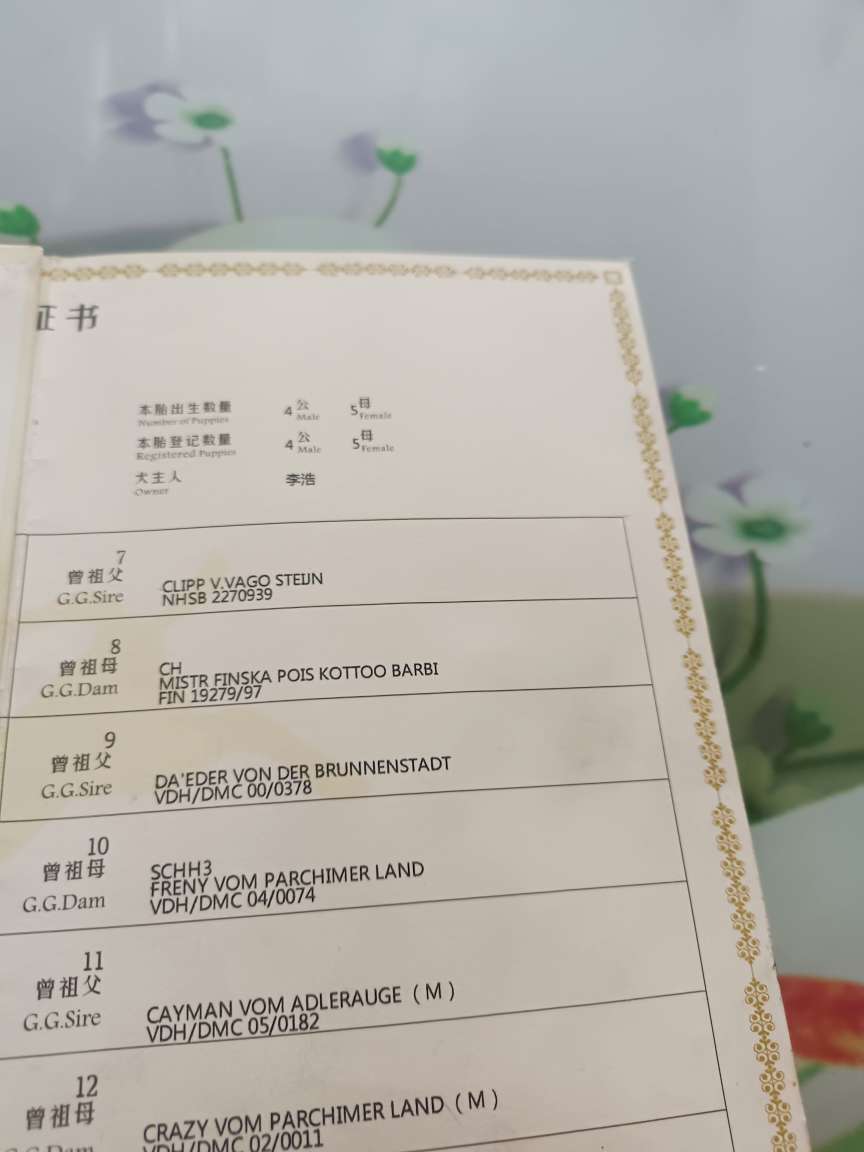 证书
本胎出生数量 4 公 5 母
Number of Puppies Male Female
本胎登记数量 4 公 5 母
Registered Puppies Male Female
犬主人 李浩
Owner
7
曾祖父
G.G.Sire
CLIPP V.VAGO STEIJN
NHSB 2270939
8
曾祖母
G.G.Dam
CH
MISTR FINSKA POIS KOTTOO BARBI
FIN 19279/97
9
曾祖父
G.G.Sire
DA'EDER VON DER BRUNNENSTADT
VDH/DMC 00/0378
10
曾祖母
G.G.Dam
SCHH3
FRENY VOM PARCHIMER LAND
VDH/DMC 04/0074
11
曾祖父
G.G.Sire
CAYMAN VOM ADLERAUGE ( M )
VDH/DMC 05/0182
12
曾祖母
G.G.Dam
CRAZY VOM PARCHIMER LAND ( M )
VDH/DMC 02/0011